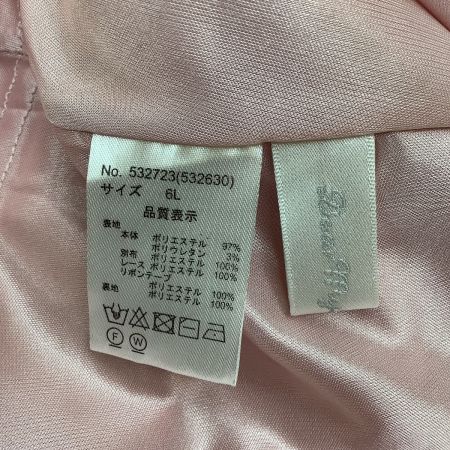 No. 532723(532630)
サイズ 6L
品質表示
表地
本体 ポリエステル 97%
ポリウレタン 3%
別布 ポリエステル 100%
レース ポリエステル 100%
リボンテープ
ポリエステル 100%
裏地 ポリエステル 100%
F W